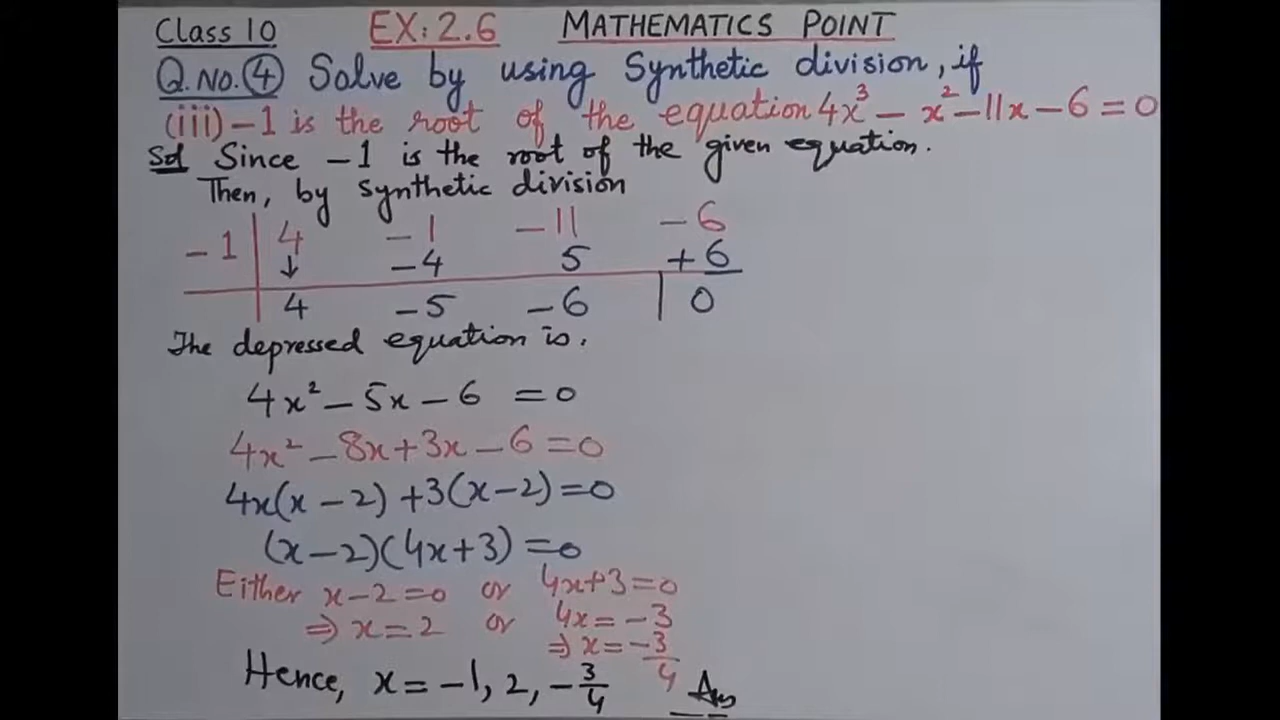 Class 10 EX: 2.6 MATHEMATICS POINT
Q.NO.④ Solve by using Synthetic division, if
(iii) -1 is the root of the equation 4x³ - x² - 11x - 6 = 0
Sol Since -1 is the root of the given equation.
Then, by synthetic division
-1 | 4 -1 -11 -6
↓ -4 5 +6
4 -5 -6 | 0
The depressed equation is.
4x² - 5x - 6 = 0
4x² - 8x + 3x - 6 = 0
4x(x - 2) + 3(x - 2) = 0
(x - 2)(4x + 3) = 0
Either x - 2 = 0 or 4x + 3 = 0
⇒ x = 2 or 4x = -3
⇒ x = -3/4
Hence, x = -1, 2, -3/4 Ans